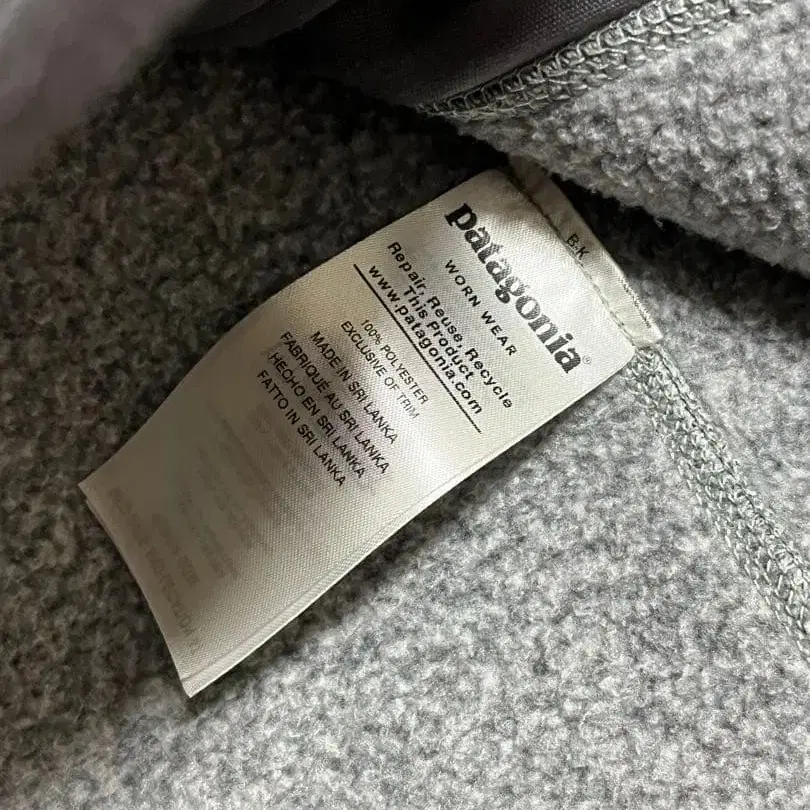 B-K
patagonia®
WORN WEAR
Repair, Reuse, Recycle
This Product
www.patagonia.com
100% POLYESTER
EXCLUSIVE OF TRIM
MADE IN SRI LANKA
FABRIQUÉ AU SRI LANKA
HECHO EN SRI LANKA
FATTO IN SRI LANKA